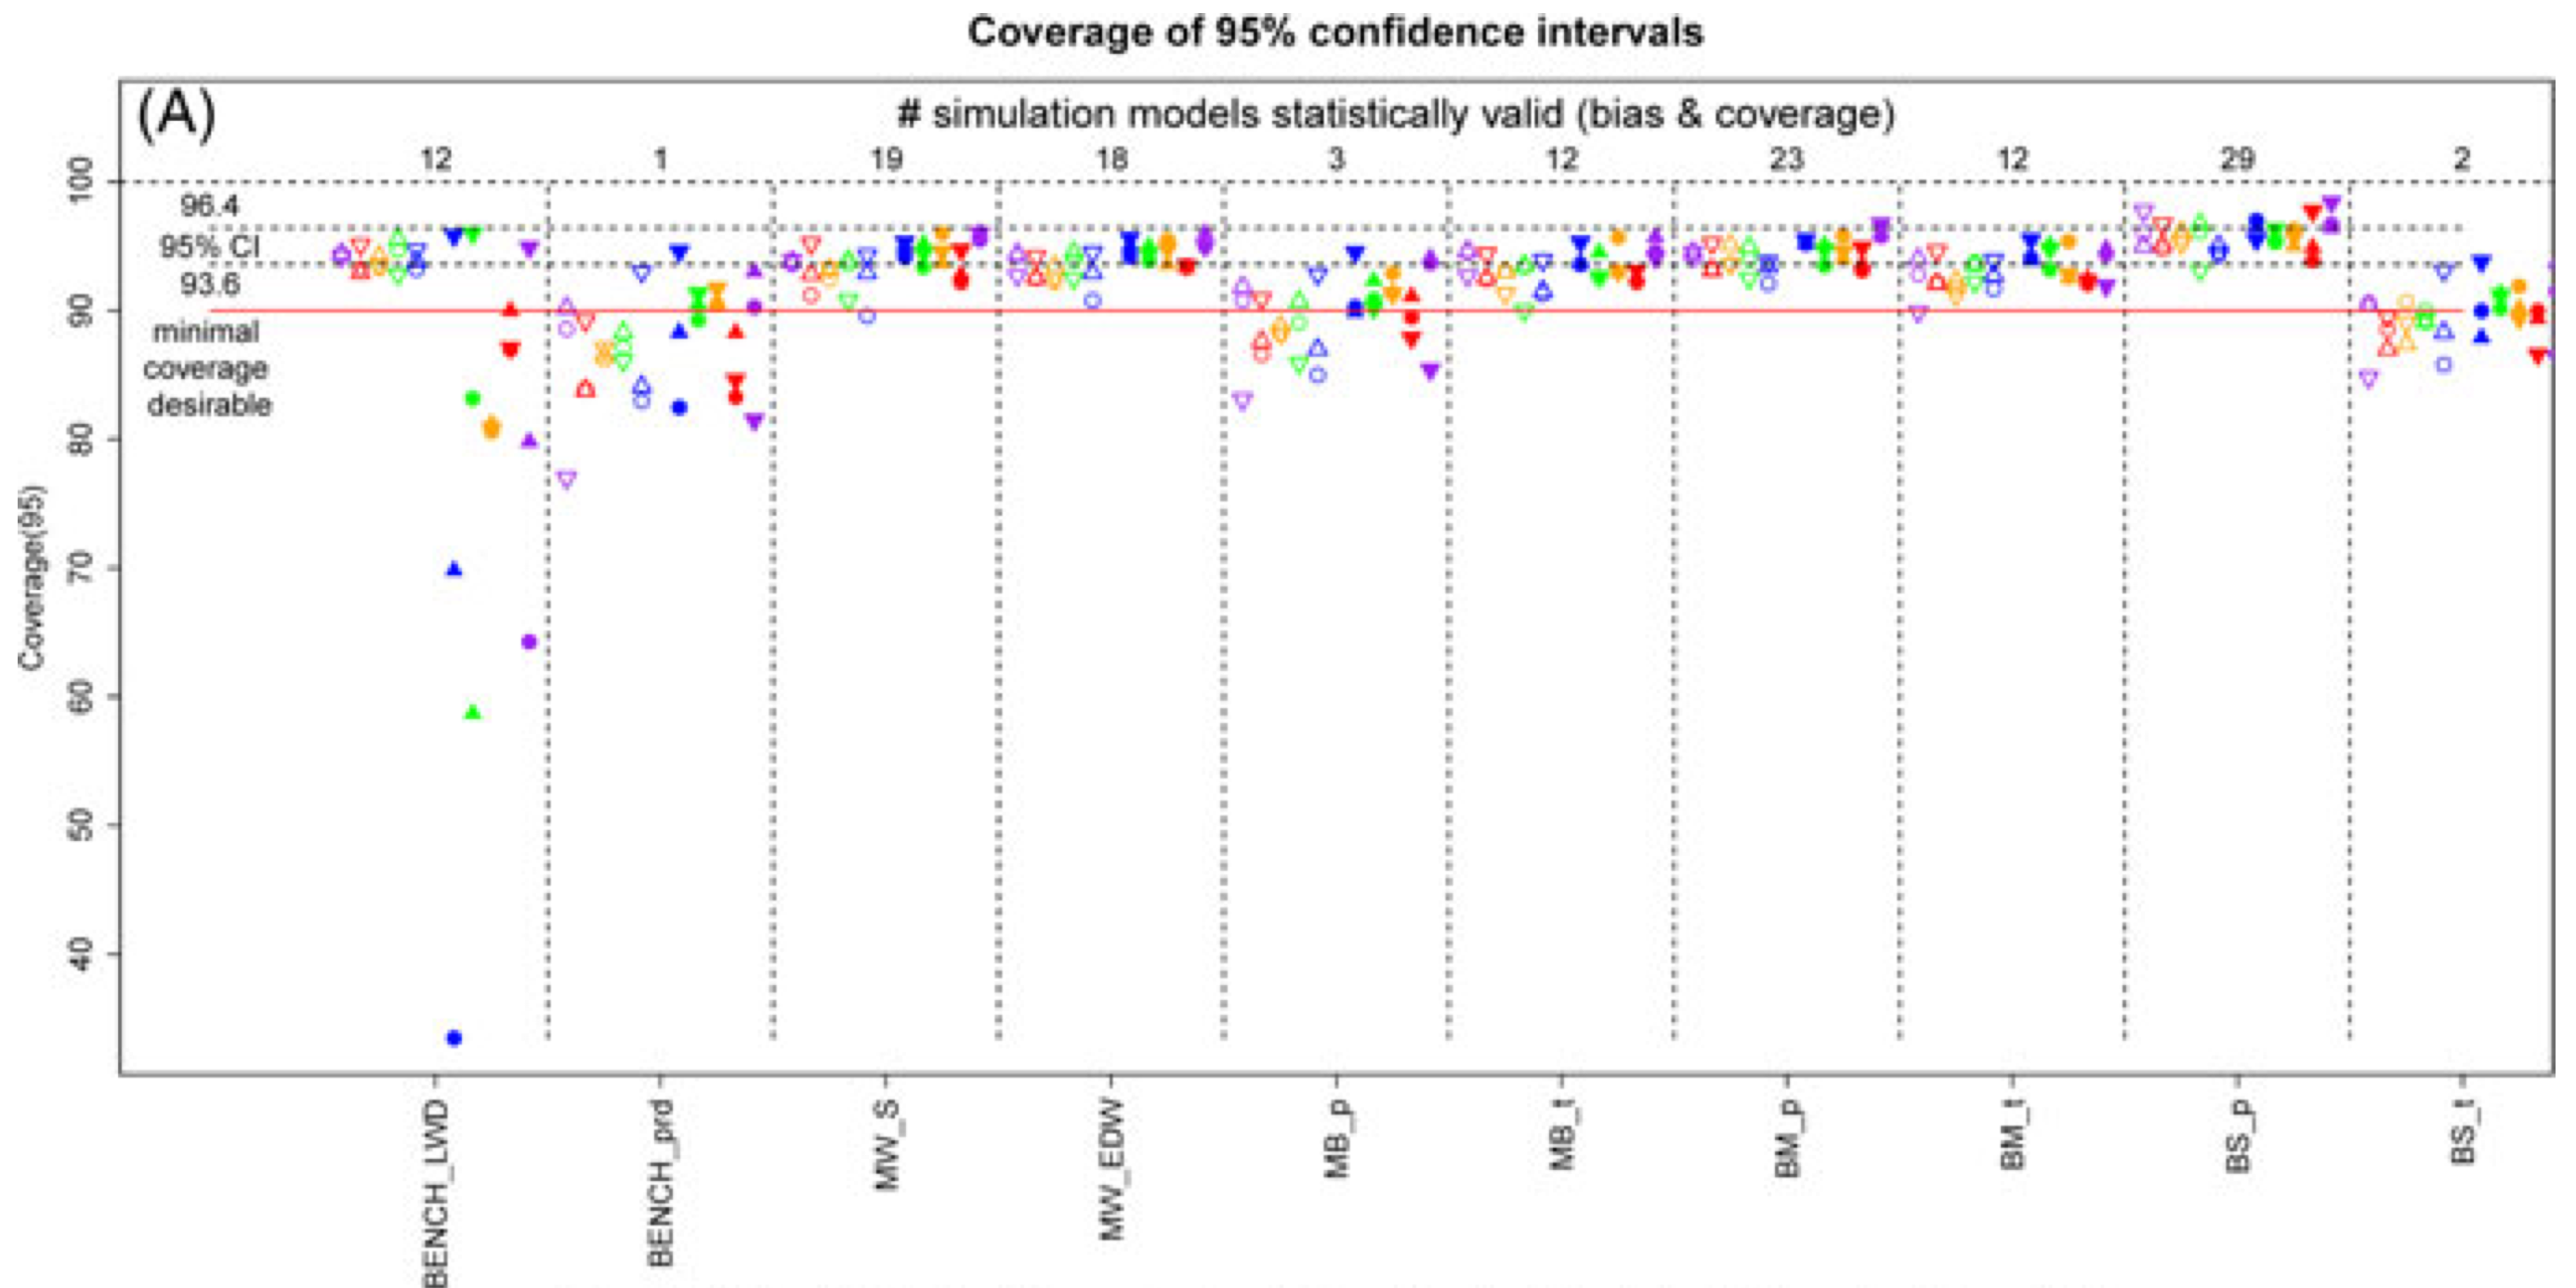 Coverage of 95% confidence intervals
(A)
# simulation models statistically valid (bias & coverage)
12 1 19 18 3 12 23 12 29 2
100
96.4
95% CI
93.6
90
minimal
coverage
desirable
80
70
60
50
40
Coverage(95)
BENCH_LWD
BENCH_prd
MW_S
MW_EDW
MB_p
MB_t
BM_p
BM_t
BS_p
BS_t